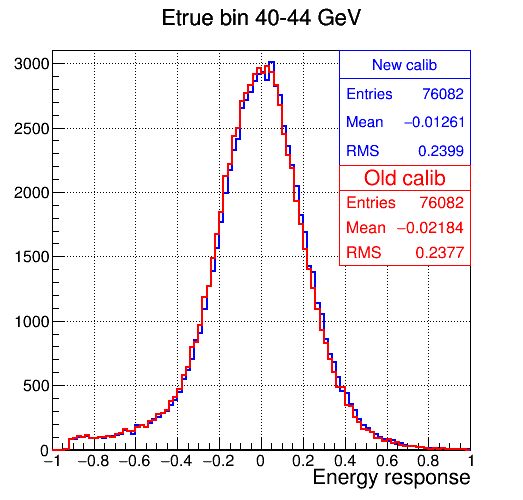 Etrue bin 40-44 GeV
New calib
Entries 76082
Mean −0.01261
RMS 0.2399
Old calib
Entries 76082
Mean −0.02184
RMS 0.2377
3000
2500
2000
1500
1000
500
0
−1 −0.8 −0.6 −0.4 −0.2 0 0.2 0.4 0.6 0.8 1
Energy response